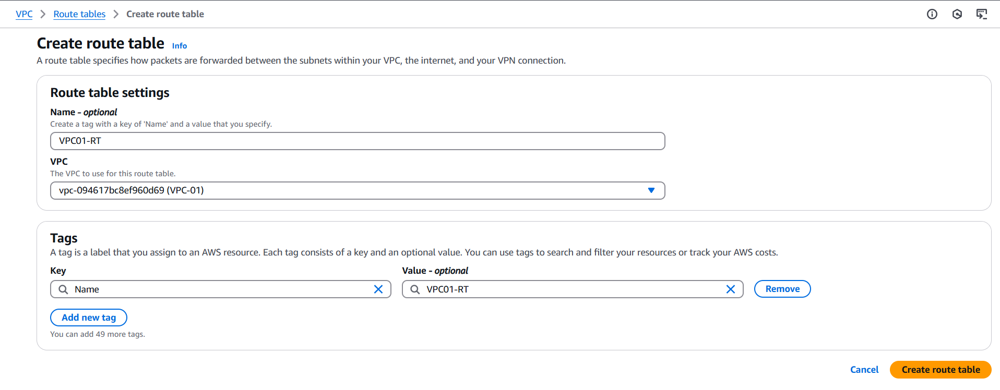 VPC > Route tables > Create route table
Create route table Info
A route table specifies how packets are forwarded between the subnets within your VPC, the internet, and your VPN connection.
Route table settings
Name - optional
Create a tag with a key of 'Name' and a value that you specify.
VPC01-RT
VPC
The VPC to use for this route table.
vpc-094617bc8ef960d69 (VPC-01)
Tags
A tag is a label that you assign to an AWS resource. Each tag consists of a key and an optional value. You can use tags to search and filter your resources or track your AWS costs.
Key Value - optional
Name VPC01-RT Remove
Add new tag
You can add 49 more tags.
Cancel Create route table